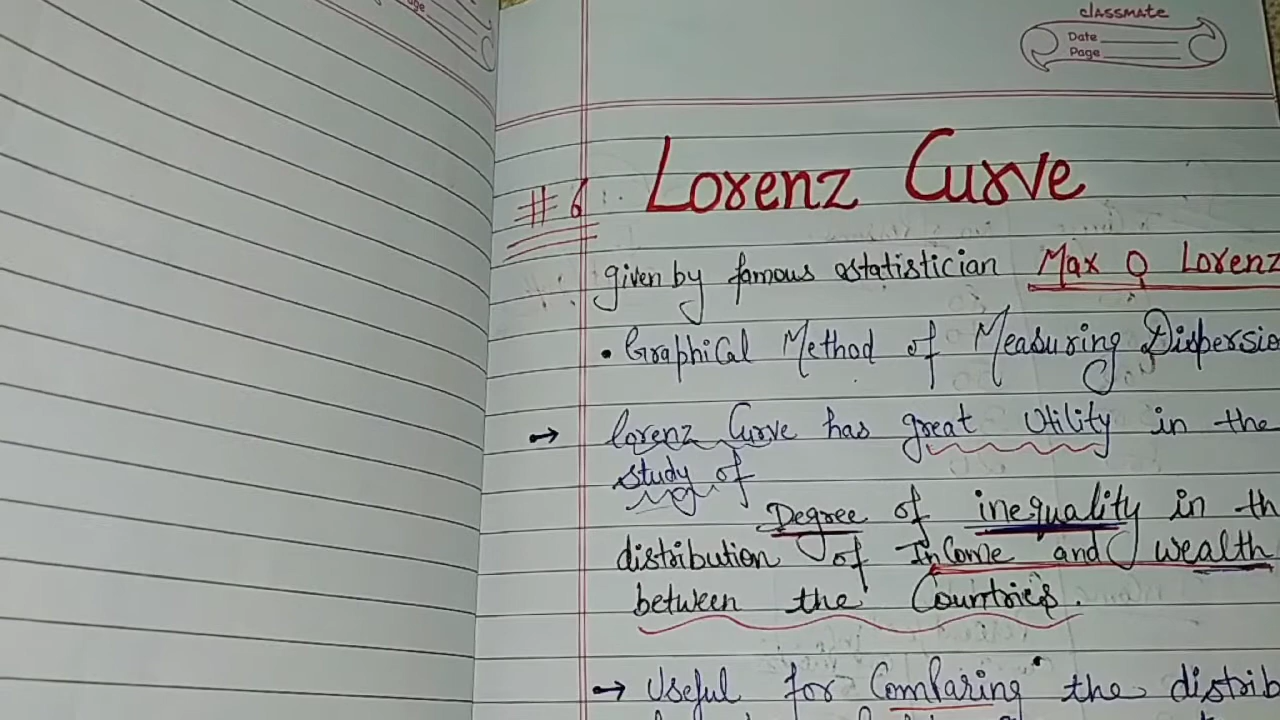 classmate
Date
Page
#6. Lorenz Curve
given by famous statistician Max O Lorenz
• Graphical Method of Measuring Dispersio
→ lorenz Curve has great Utility in the
study of
Degree of inequality in th
distribution of Income and wealth
between the Countries.
→ Useful for Comparing the distrib